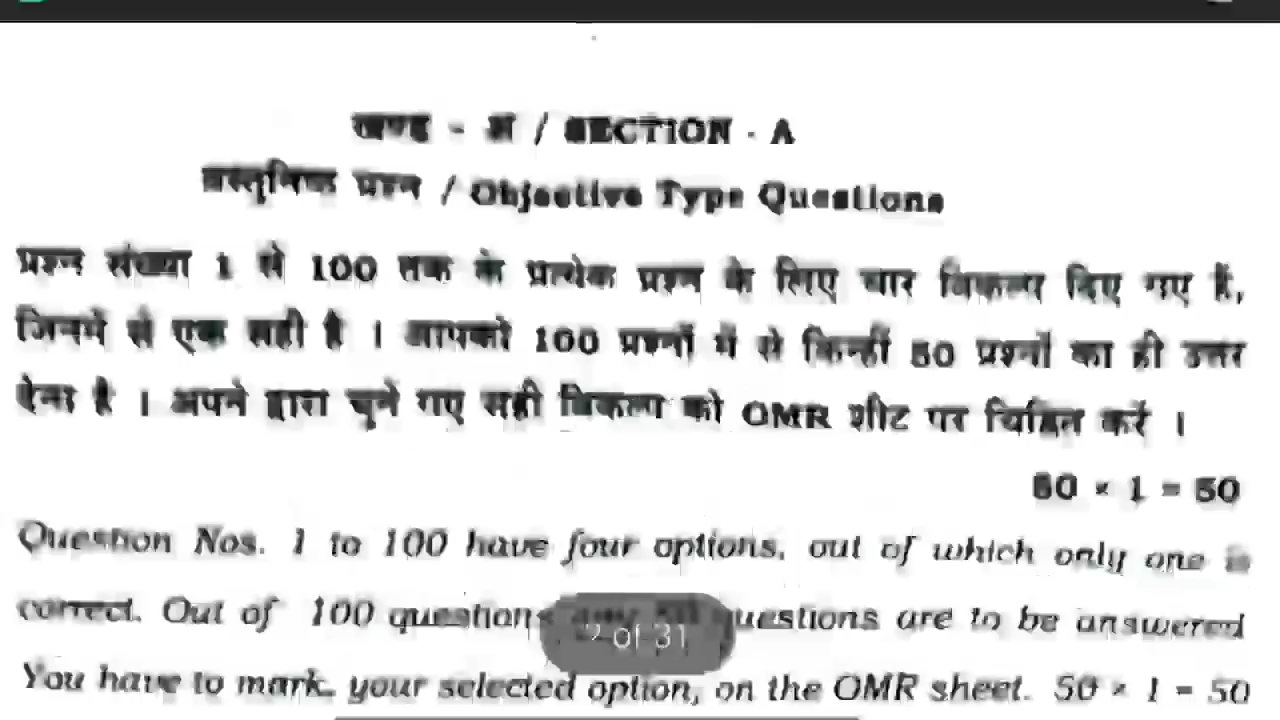 खण्ड - अ / SECTION - A
वस्तुनिष्ठ प्रश्न / Objective Type Questions
प्रश्न संख्या 1 से 100 तक के प्रत्येक प्रश्न के लिए चार विकल्प दिए गए हैं,
जिनमें से एक सही है । आपको 100 प्रश्नों में से किन्हीं 50 प्रश्नों का ही उत्तर
देना है । अपने द्वारा चुने गए सही विकल्प को OMR शीट पर चिह्नित करें ।
50 × 1 = 50
Question Nos. 1 to 100 have four options, out of which only one is
correct. Out of 100 questions any 50 questions are to be answered
You have to mark, your selected option, on the OMR sheet. 50 × 1 = 50
2 of 31